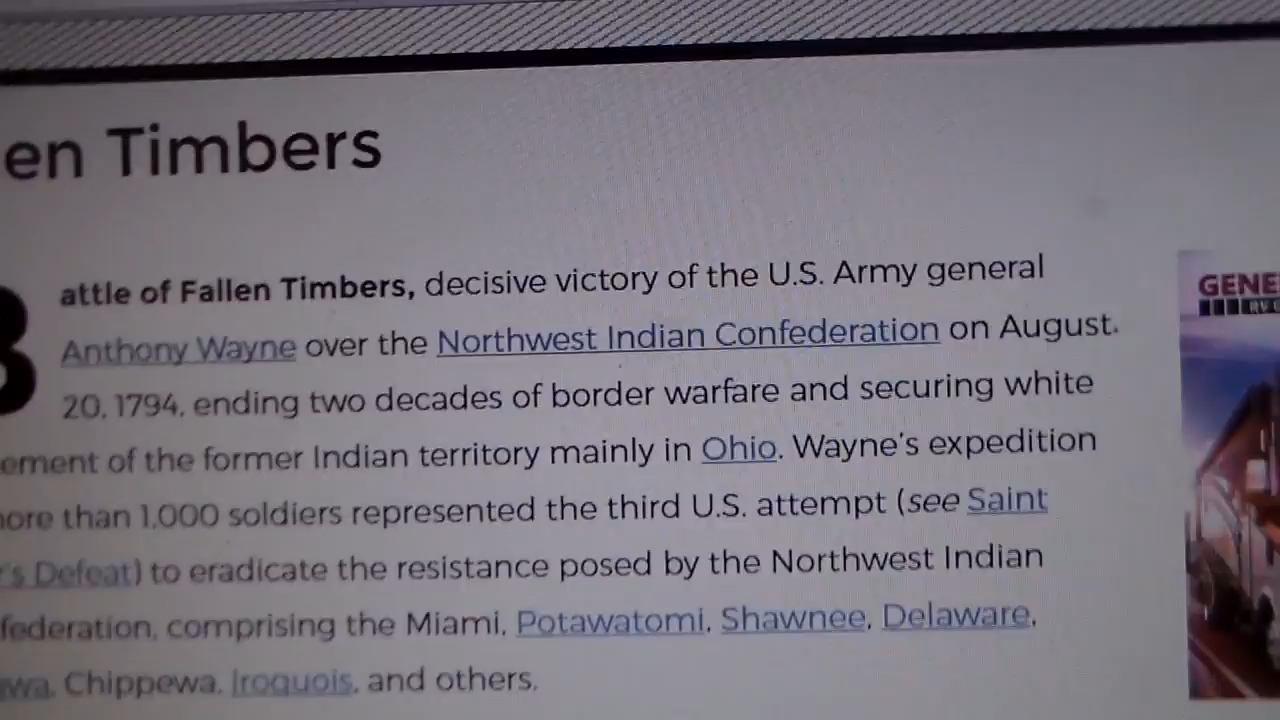 en Timbers
Battle of Fallen Timbers, decisive victory of the U.S. Army general
Anthony Wayne over the Northwest Indian Confederation on August
20, 1794, ending two decades of border warfare and securing white
ement of the former Indian territory mainly in Ohio. Wayne's expedition
ore than 1,000 soldiers represented the third U.S. attempt (see Saint
's Defeat) to eradicate the resistance posed by the Northwest Indian
federation, comprising the Miami, Potawatomi, Shawnee, Delaware,
wa, Chippewa, Iroquois, and others.
GENE
RV